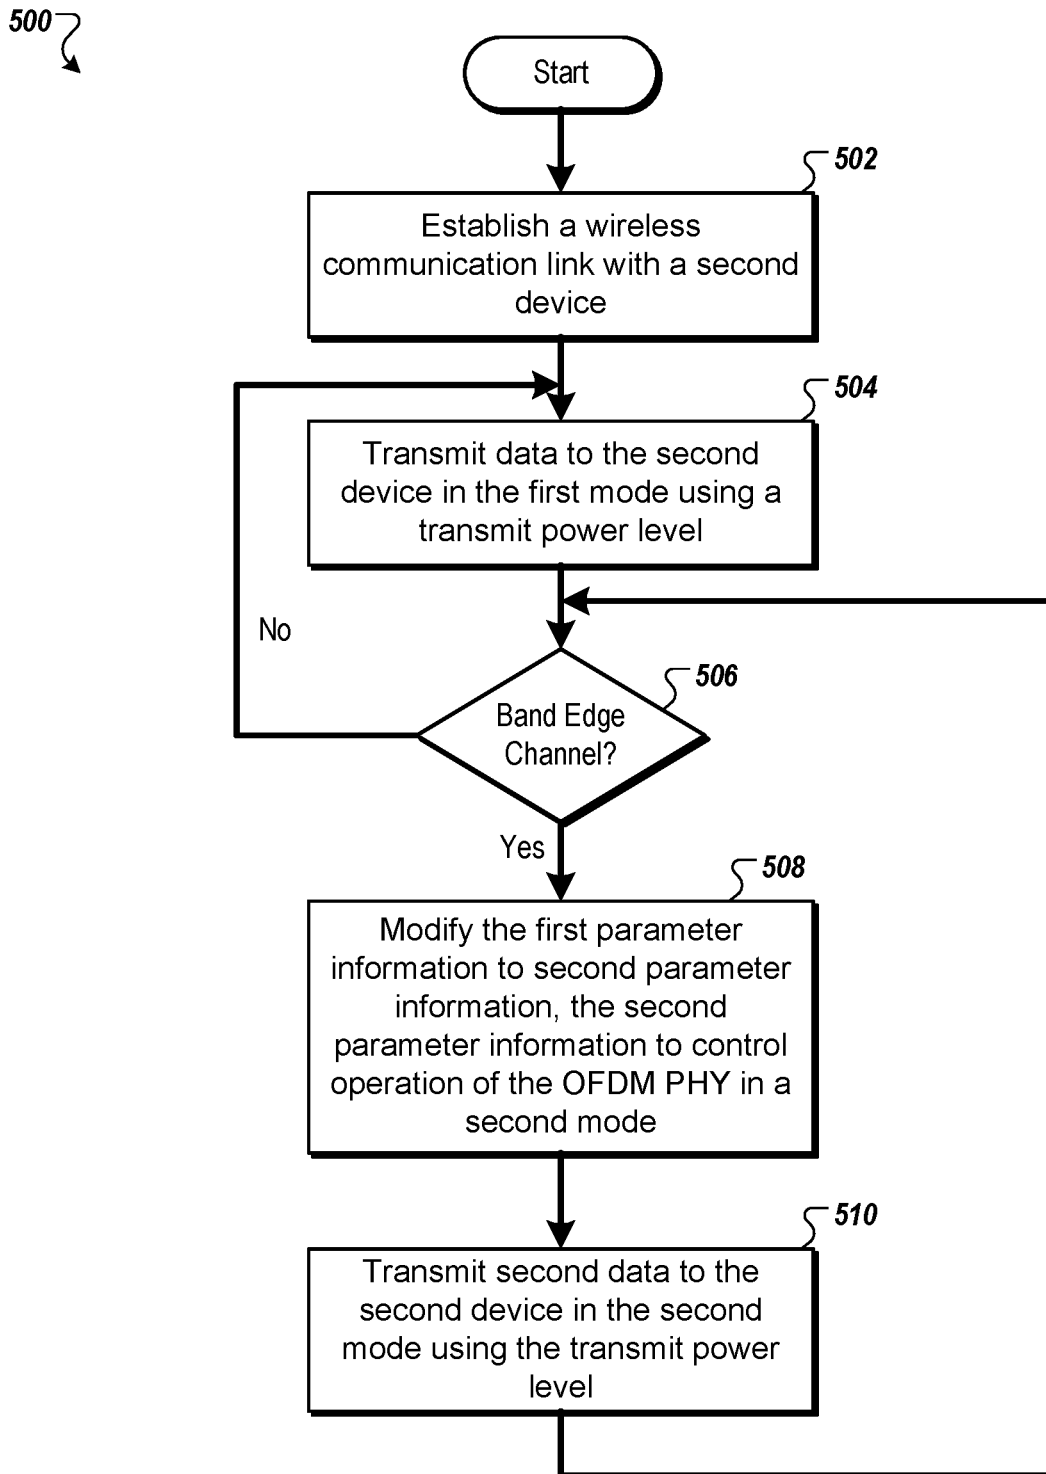 500
Start
502
Establish a wireless
communication link with a second
device
504
Transmit data to the second
device in the first mode using a
transmit power level
No
506
Band Edge
Channel?
Yes
508
Modify the first parameter
information to second parameter
information, the second
parameter information to control
operation of the OFDM PHY in a
second mode
510
Transmit second data to the
second device in the second
mode using the transmit power
level